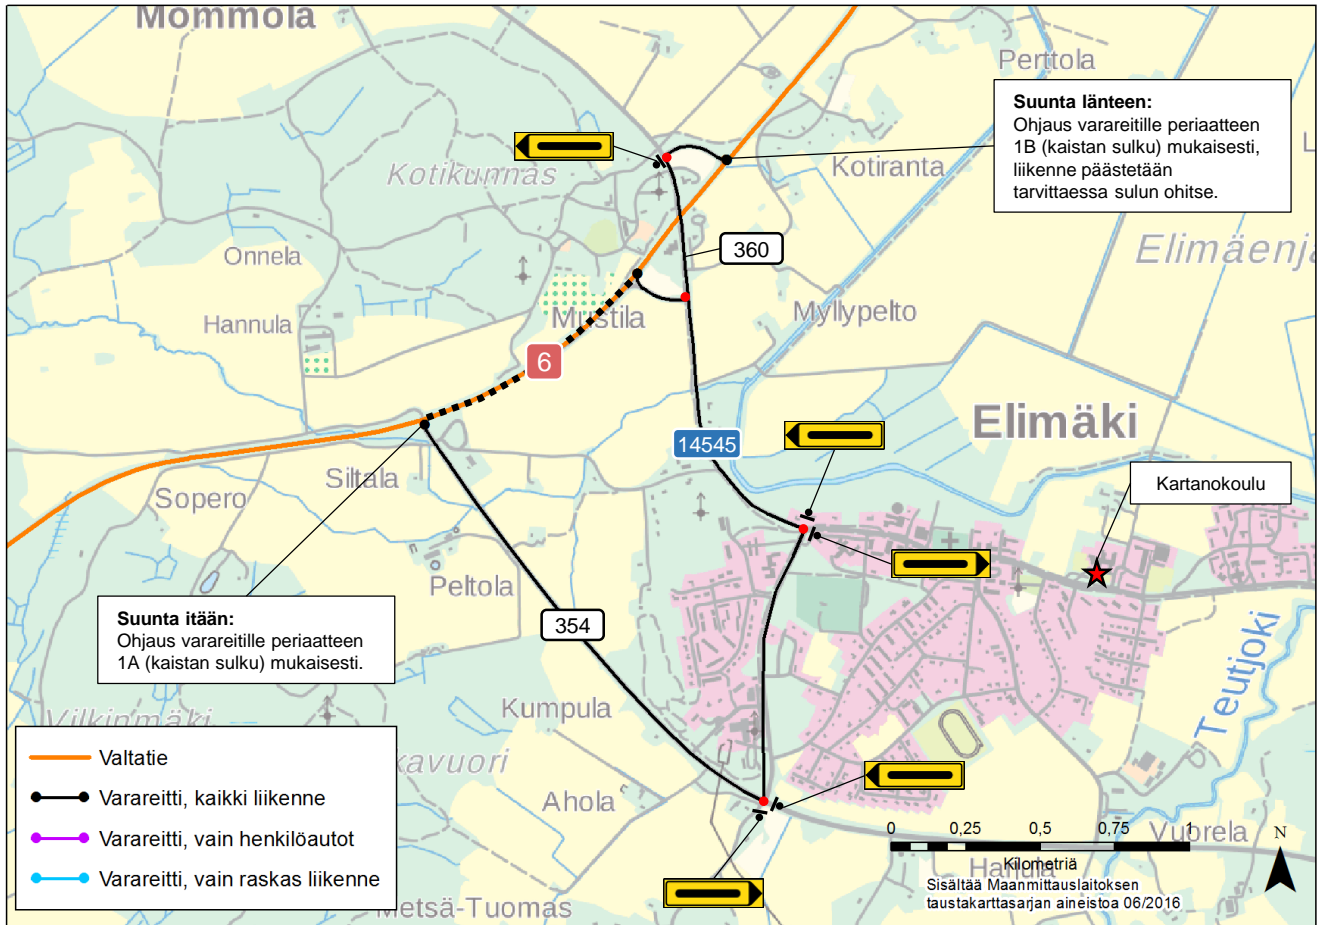 Mommola
Perttola
Suunta länteen:
Ohjaus varareitille periaatteen
1B (kaistan sulku) mukaisesti,
liikenne päästetään
tarvittaessa sulun ohitse.
L
Kotikunnas
Kotiranta
360
Elimäenjä
Onnela
Hannula
Mustila
Myllypelto
6
14545
Elimäki
Siltala
Sopero
Kartanokoulu
Peltola
Suunta itään:
Ohjaus varareitille periaatteen
1A (kaistan sulku) mukaisesti.
354
Teutjoki
Kumpula
Vilkinmäki
kavuori
Valtatie
Varareitti, kaikki liikenne
Varareitti, vain henkilöautot
Varareitti, vain raskas liikenne
Ahola
Metsä-Tuomas
0 0,25 0,5 0,75 1
Vuorela
N
Kilometriä
Sisältää Maanmittauslaitoksen
taustakarttasarjan aineistoa 06/2016